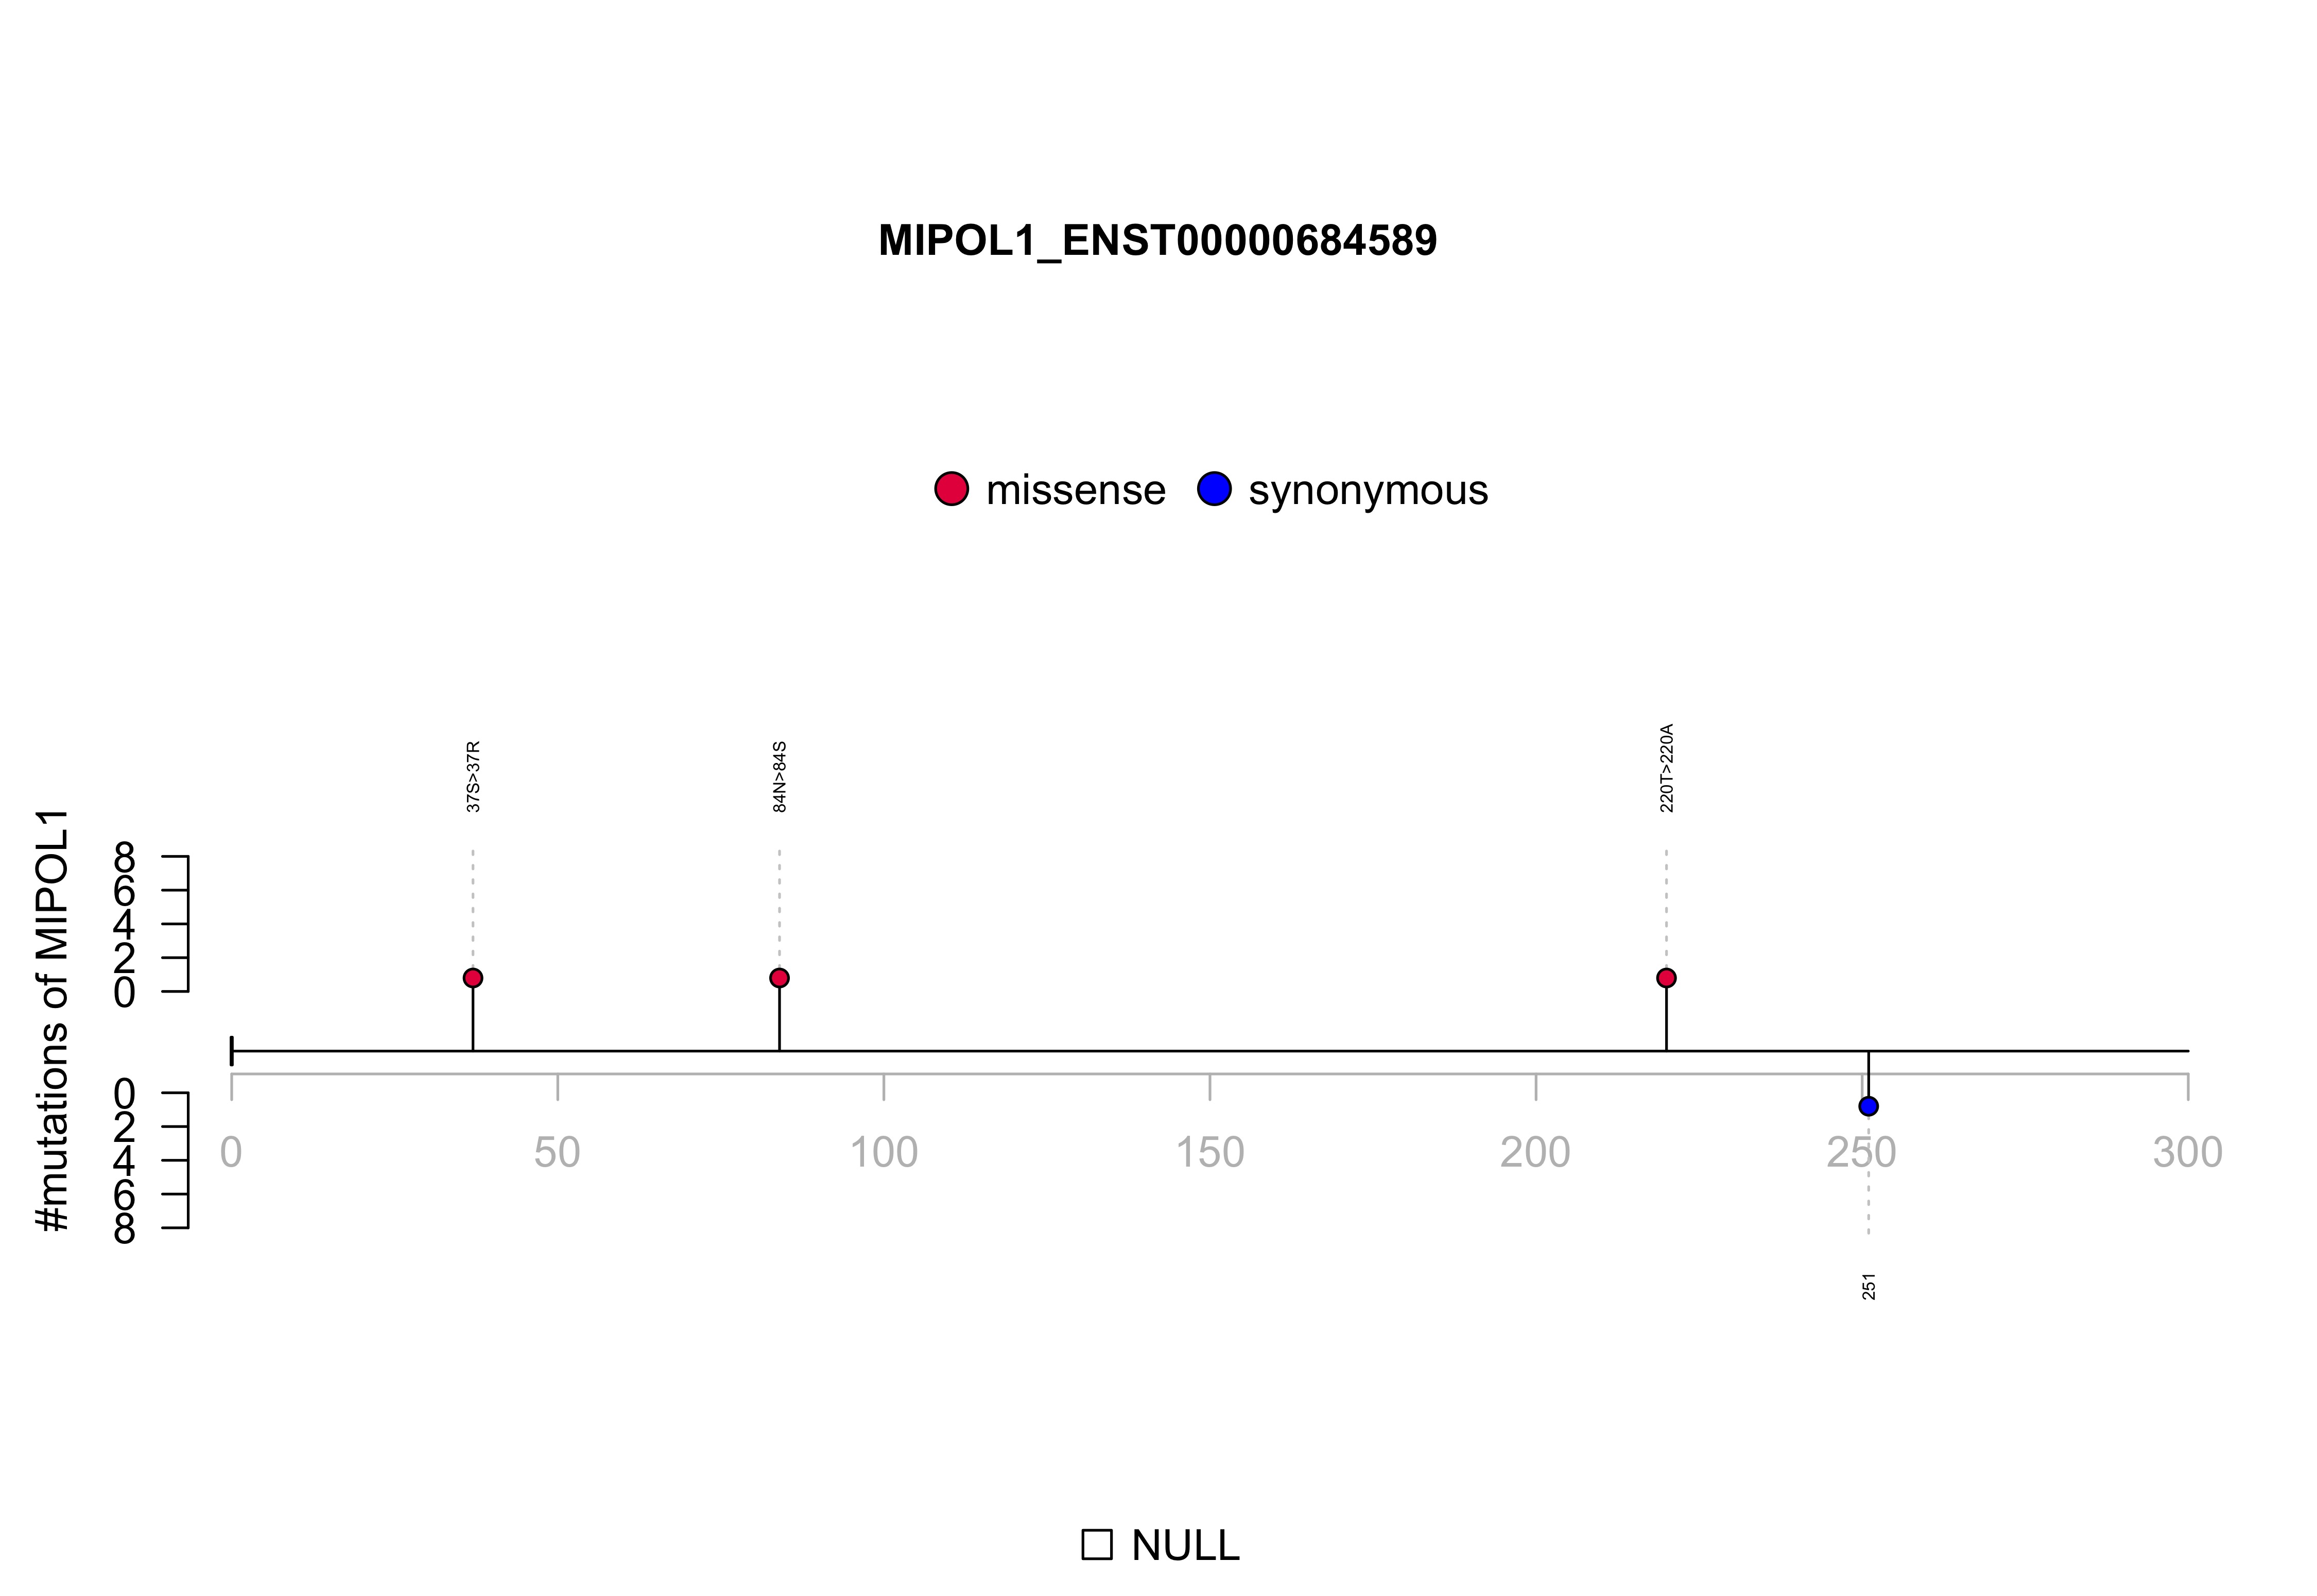 MIPOL1_ENST00000684589
missense synonymous
37S>37R
84N>84S
220T>220A
#mutations of MIPOL1
8
6
4
2
0
0
2
4
6
8
0 50 100 150 200 250 300
251
NULL